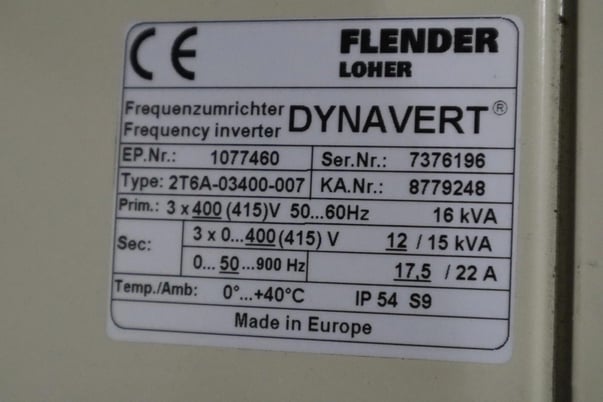 CE FLENDER
LOHER
Frequenzumrichter
Frequency inverter DYNAVERT®
EP.Nr.: 1077460 Ser.Nr.: 7376196
Type: 2T6A-03400-007 KA.Nr.: 8779248
Prim.: 3 x 400 (415)V 50...60Hz 16 kVA
Sec: 3 x 0...400 (415) V 12 / 15 kVA
0... 50 ...900 Hz 17,5 / 22 A
Temp./Amb: 0°...+40°C IP 54 S9
Made in Europe